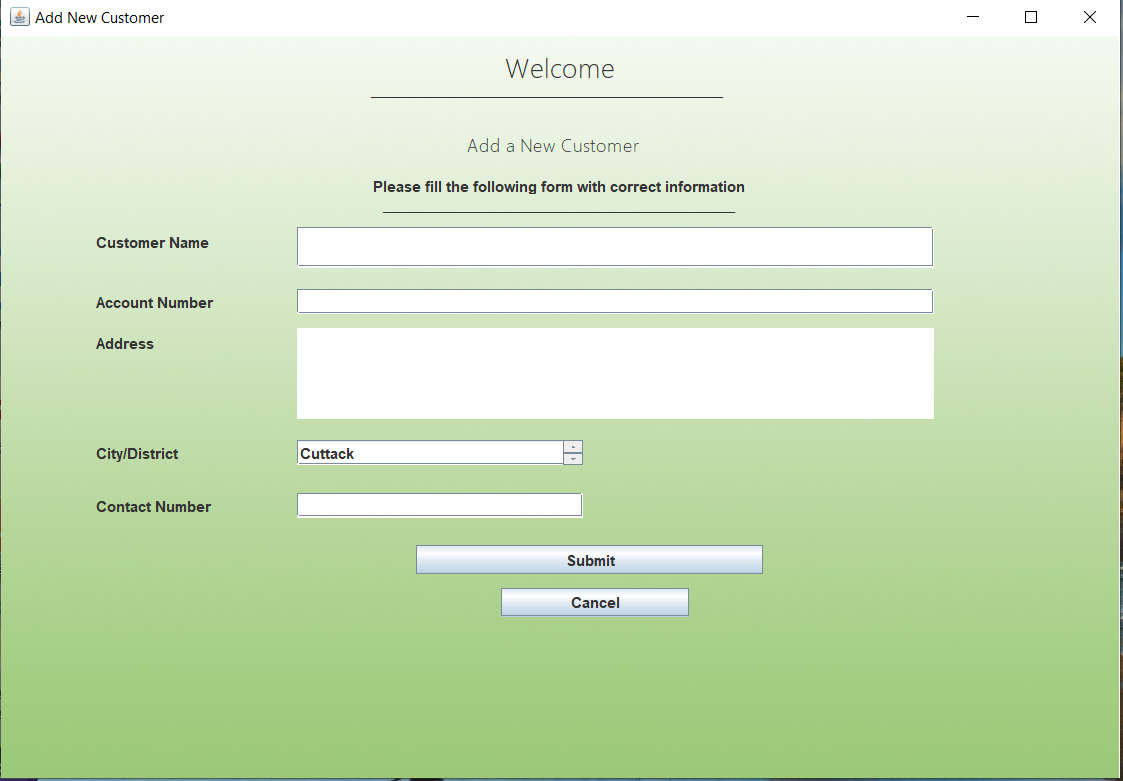 Add New Customer
Welcome
Add a New Customer
Please fill the following form with correct information
Customer Name
Account Number
Address
City/District
Cuttack
Contact Number
Submit
Cancel